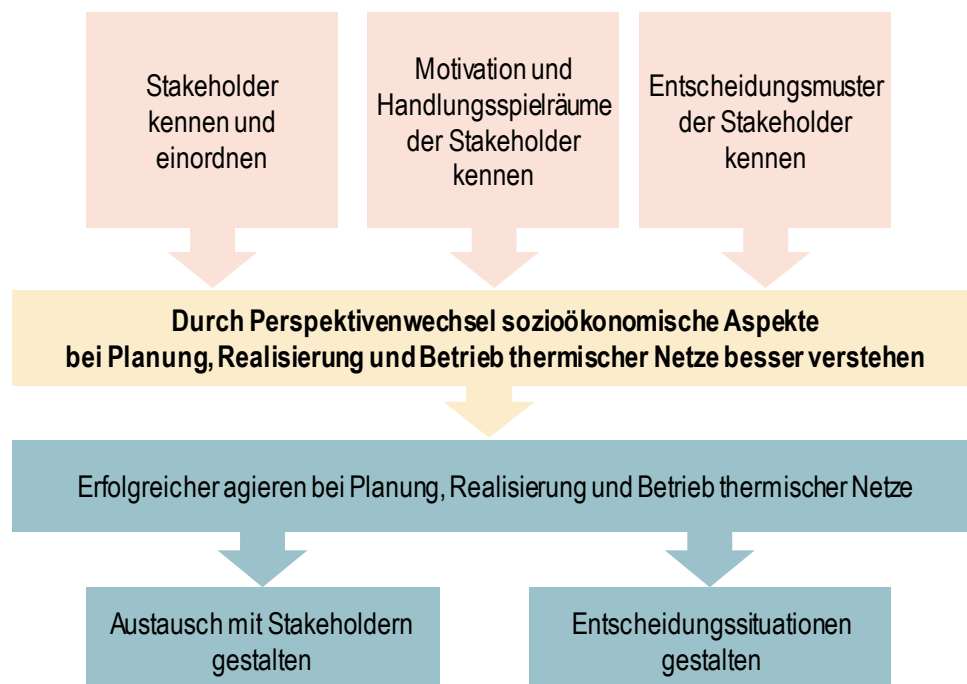 Stakeholder
kennen und
einordnen
Motivation und
Handlungsspielräume
der Stakeholder
kennen
Entscheidungsmuster
der Stakeholder
kennen
Durch Perspektivenwechsel sozioökonomische Aspekte
bei Planung, Realisierung und Betrieb thermischer Netze besser verstehen
Erfolgreicher agieren bei Planung, Realisierung und Betrieb thermischer Netze
Austausch mit Stakeholdern
gestalten
Entscheidungssituationen
gestalten